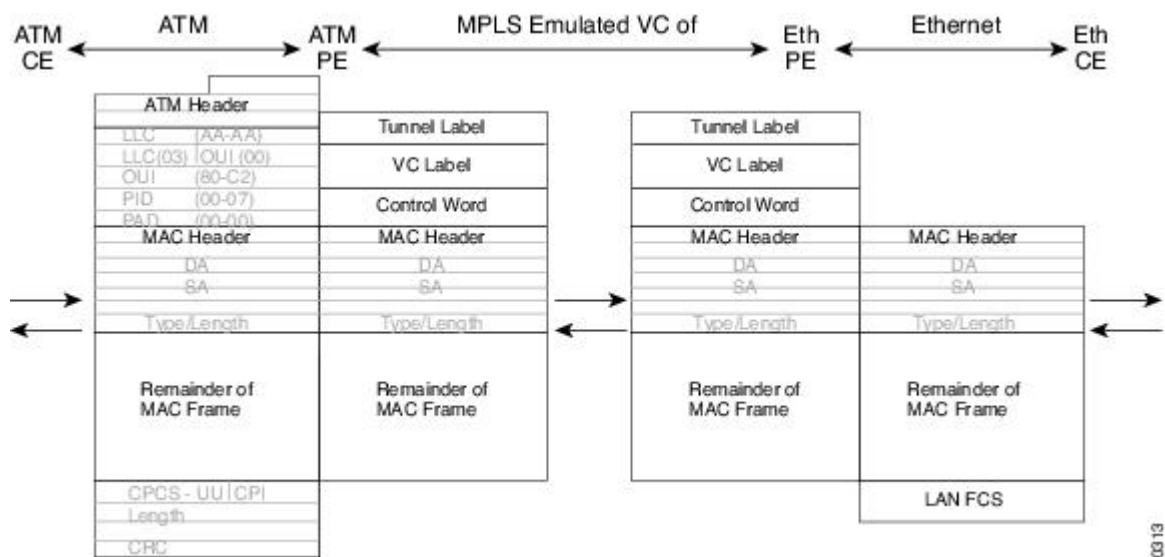 ATM CE
ATM
ATM PE
MPLS Emulated VC of
Eth PE
Ethernet
Eth CE
ATM Header
LLC (AA-AA)
LLC(03) | OUI (00)
OUI (80-C2)
PID (00-07)
PAD (00-00)
MAC Header
DA
SA
Type/Length
Remainder of
MAC Frame
CPCS - UU | CPI
Length
CRC
Tunnel Label
VC Label
Control Word
MAC Header
DA
SA
Type/Length
Remainder of
MAC Frame
Tunnel Label
VC Label
Control Word
MAC Header
DA
SA
Type/Length
Remainder of
MAC Frame
MAC Header
DA
SA
Type/Length
Remainder of
MAC Frame
LAN FCS
0313